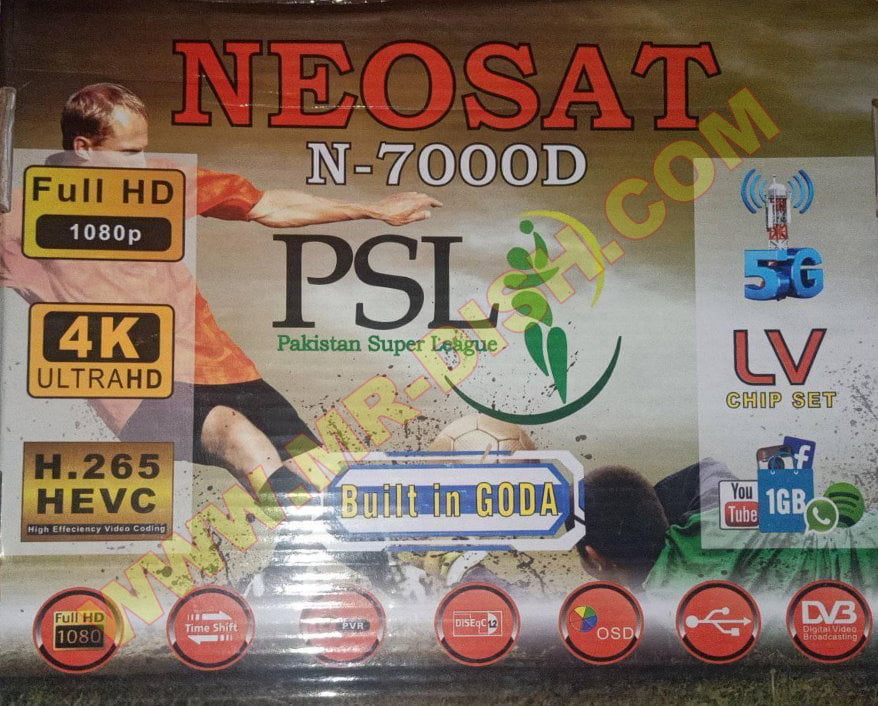 NEOSAT
N-7000D
Full HD
1080p
PSL
Pakistan Super League
5G
4K
ULTRAHD
LV
CHIP SET
H.265
HEVC
High Effeciency Video Coding
Built in GODA
You
Tube
1GB
f
Full HD
1080
Time Shift
PVR
DiSEqC 12
OSD
DVB
Digital Video
Broadcasting
WWW.MR-DISH.COM